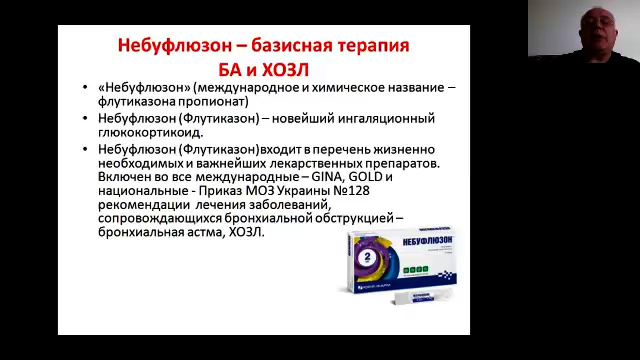 Небуфлюзон – базисная терапия
БА и ХОЗЛ
• «Небуфлюзон» (международное и химическое название –
флутиказона пропионат)
• Небуфлюзон (Флутиказон) – новейший ингаляционный
глюкокортикоид.
• Небуфлюзон (Флутиказон)входит в перечень жизненно
необходимых и важнейших лекарственных препаратов.
Включен во все международные – GINA, GOLD и
национальные - Приказ МОЗ Украины №128
рекомендации лечения заболеваний,
сопровождающихся бронхиальной обструкцией –
бронхиальная астма, ХОЗЛ.
НЕБУФЛЮЗОН
2